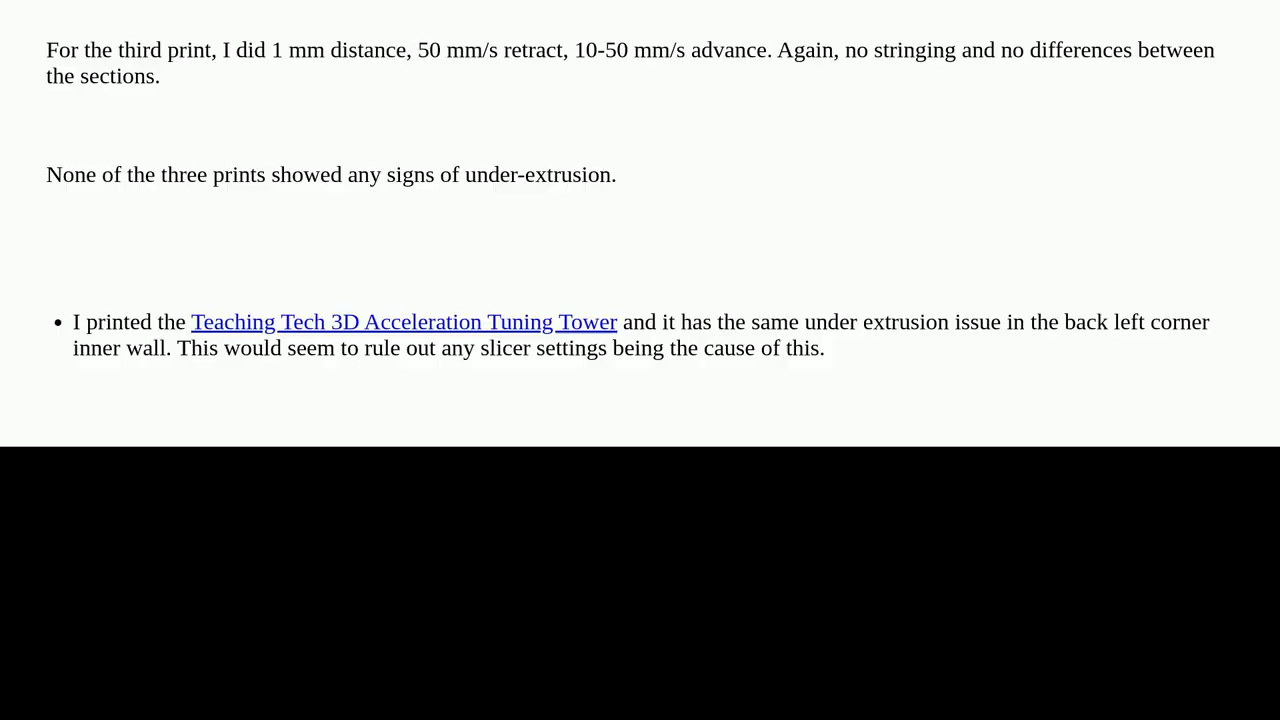 For the third print, I did 1 mm distance, 50 mm/s retract, 10-50 mm/s advance. Again, no stringing and no differences between
the sections.
None of the three prints showed any signs of under-extrusion.
• I printed the Teaching Tech 3D Acceleration Tuning Tower and it has the same under extrusion issue in the back left corner
inner wall. This would seem to rule out any slicer settings being the cause of this.